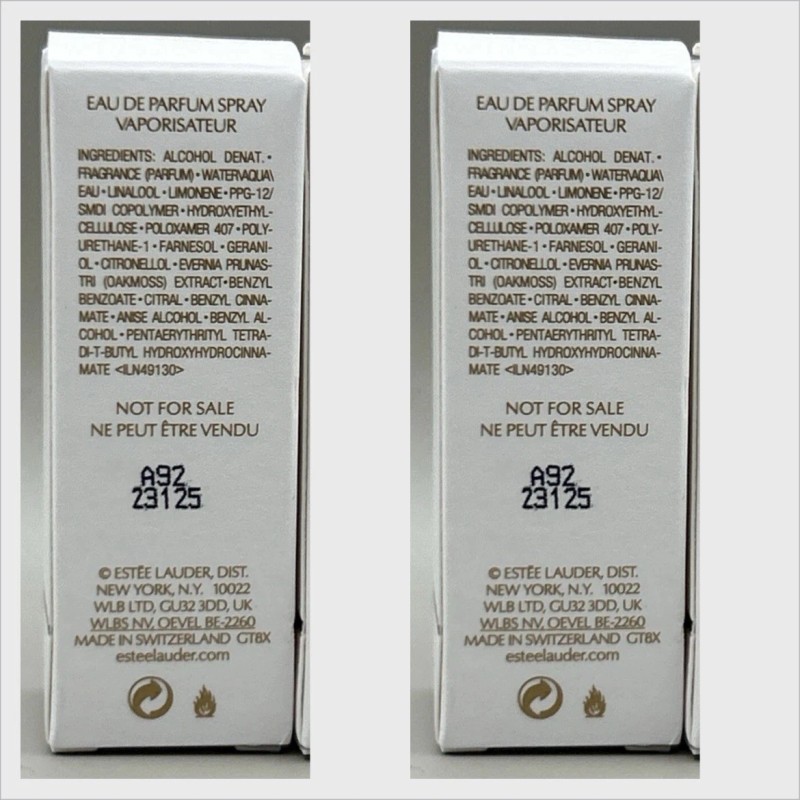 EAU DE PARFUM SPRAY
VAPORISATEUR
INGREDIENTS: ALCOHOL DENAT. •
FRAGRANCE (PARFUM) • WATER\AQUA\
EAU • LINALOOL • LIMONENE • PPG-12/
SMDI COPOLYMER • HYDROXYETHYL-
CELLULOSE • POLOXAMER 407 • POLY-
URETHANE-1 • FARNESOL • GERANI-
OL • CITRONELLOL • EVERNIA PRUNAS-
TRI (OAKMOSS) EXTRACT • BENZYL
BENZOATE • CITRAL • BENZYL CINNA-
MATE • ANISE ALCOHOL • BENZYL AL-
COHOL • PENTAERYTHRITYL TETRA-
DI-T-BUTYL HYDROXYHYDROCINNA-
MATE <ILN49130>
NOT FOR SALE
NE PEUT ÊTRE VENDU
A92
23125
© ESTÉE LAUDER, DIST.
NEW YORK, N.Y. 10022
WLB LTD, GU32 3DD, UK
WLBS NV, OEVEL BE-2260
MADE IN SWITZERLAND GTBX
esteelauder.com
EAU DE PARFUM SPRAY
VAPORISATEUR
INGREDIENTS: ALCOHOL DENAT. •
FRAGRANCE (PARFUM) • WATER\AQUA\
EAU • LINALOOL • LIMONENE • PPG-12/
SMDI COPOLYMER • HYDROXYETHYL-
CELLULOSE • POLOXAMER 407 • POLY-
URETHANE-1 • FARNESOL • GERANI-
OL • CITRONELLOL • EVERNIA PRUNAS-
TRI (OAKMOSS) EXTRACT • BENZYL
BENZOATE • CITRAL • BENZYL CINNA-
MATE • ANISE ALCOHOL • BENZYL AL-
COHOL • PENTAERYTHRITYL TETRA-
DI-T-BUTYL HYDROXYHYDROCINNA-
MATE <ILN49130>
NOT FOR SALE
NE PEUT ÊTRE VENDU
A92
23125
© ESTÉE LAUDER, DIST.
NEW YORK, N.Y. 10022
WLB LTD, GU32 3DD, UK
WLBS NV, OEVEL BE-2260
MADE IN SWITZERLAND GTBX
esteelauder.com